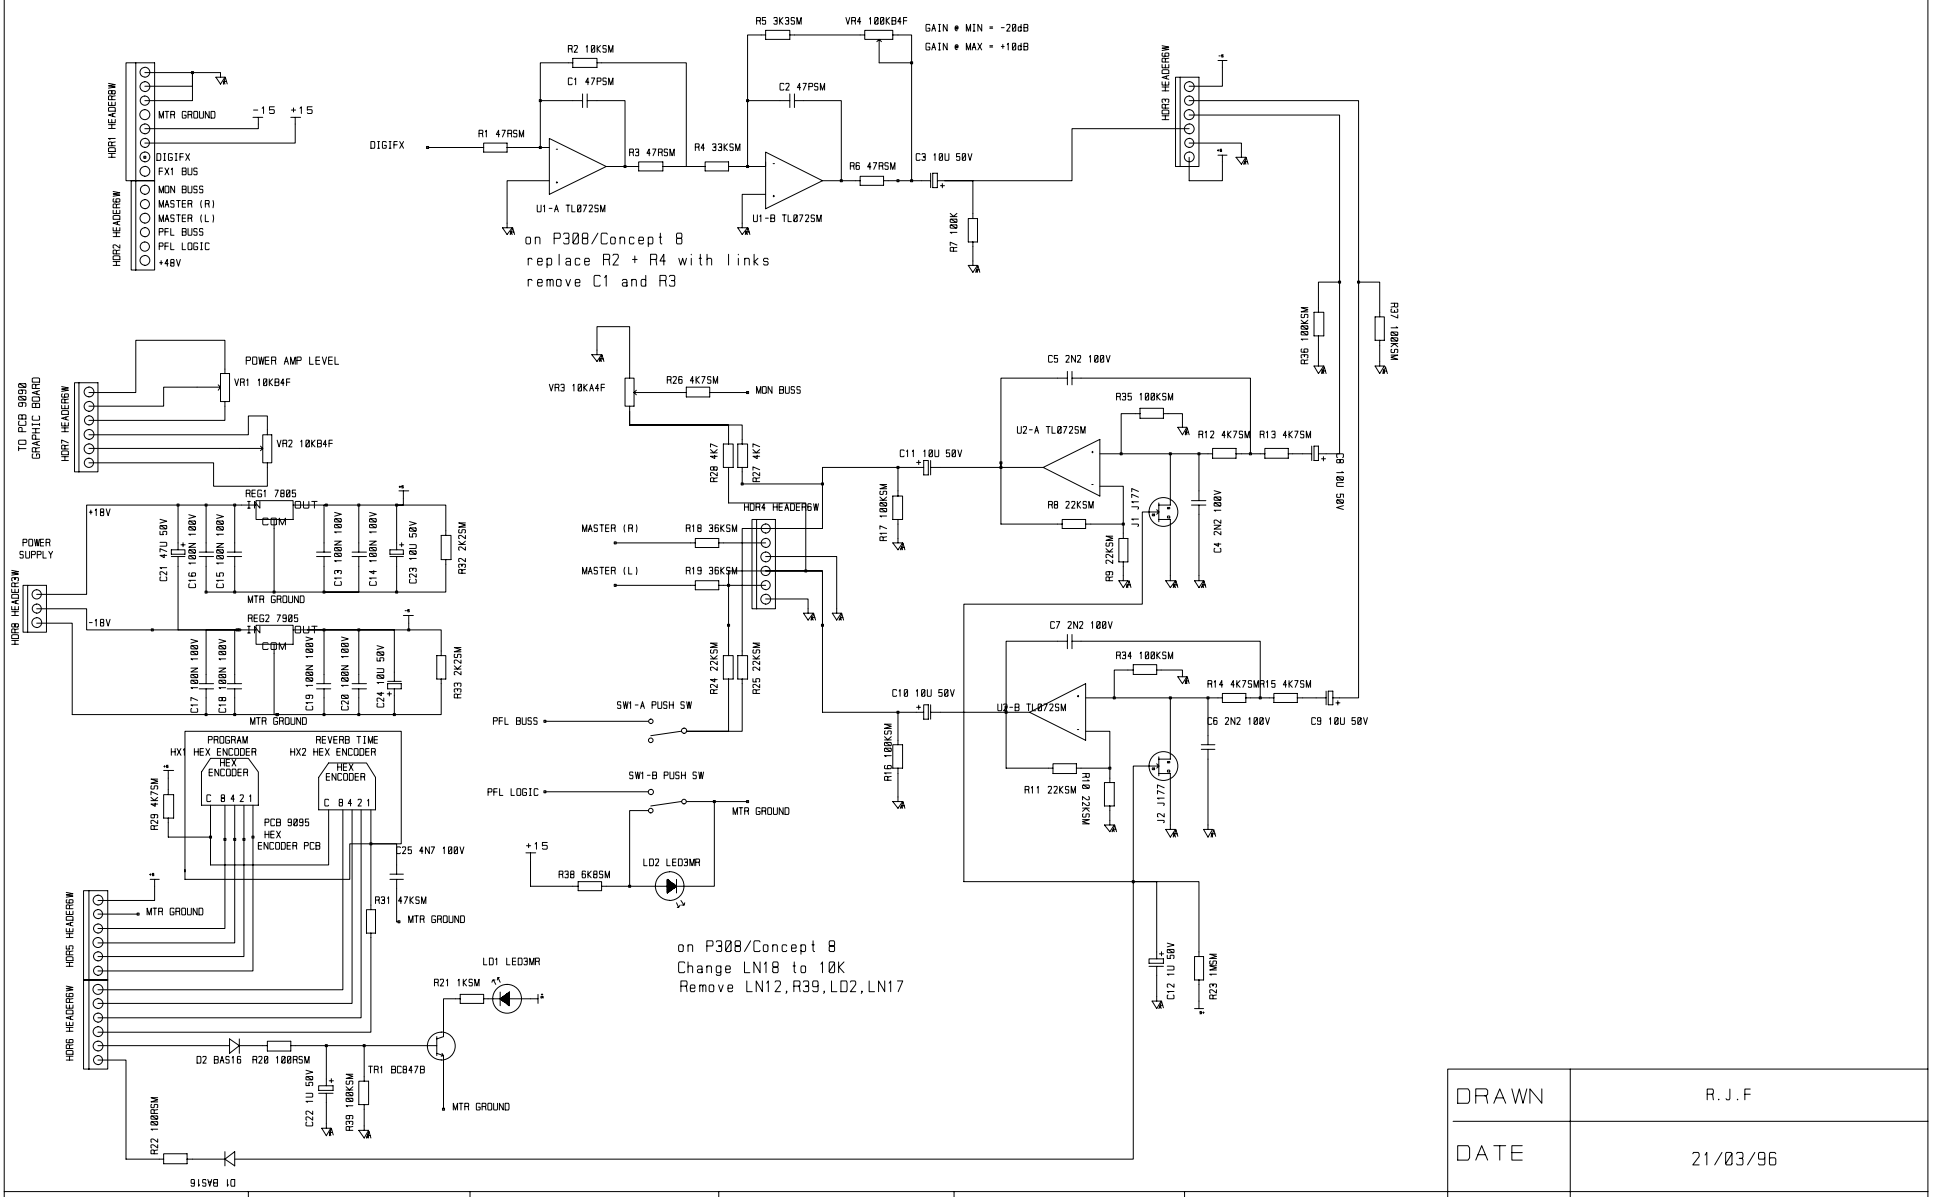 R5 3K3SM
VR4 100KB4F
GAIN @ MIN = -20dB
GAIN @ MAX = +10dB
R2 10KSM
C1 47PSM
C2 47PSM
HDR3 HEADER6W
HDR1 HEADER8W
MTR GROUND
-15
+15
DIGIFX
FX1 BUS
DIGIFX
R1 47RSM
R3 47RSM
R4 33KSM
R6 47RSM
C3 10U 50V
HDR2 HEADER6W
MON BUSS
MASTER (R)
MASTER (L)
PFL BUSS
PFL LOGIC
+48V
U1-A TL072SM
U1-B TL072SM
R7 100K
on P308/Concept 8
replace R2 + R4 with links
remove C1 and R3
R36 100KSM
R37 100KSM
TO PCB 9090
GRAPHIC BOARD
HDR7 HEADER6W
POWER AMP LEVEL
VR1 10KB4F
VR2 10KB4F
VR3 10KA4F
R26 4K7SM
MON BUSS
C5 2N2 100V
R35 100KSM
U2-A TL072SM
R12 4K7SM
R13 4K7SM
C8 10U 50V
R28 4K7
R27 4K7
C11 10U 50V
R17 100KSM
R8 22KSM
R9 22KSM
J1 J177
C4 2N2 100V
POWER
SUPPLY
HDR8 HEADER3W
+18V
REG1 7805
IN
OUT
COM
C21 47U 50V
C16 100N 100V
C15 100N 100V
C13 100N 100V
C14 100N 100V
C23 10U 50V
R32 2K2SM
MTR GROUND
-18V
REG2 7905
IN
OUT
COM
C17 100N 100V
C18 100N 100V
C19 100N 100V
C20 100N 100V
C24 10U 50V
R33 2K2SM
MTR GROUND
HDR4 HEADER6W
MASTER (R)
R18 36KSM
MASTER (L)
R19 36KSM
R24 22KSM
R25 22KSM
C7 2N2 100V
R34 100KSM
U2-B TL072SM
R14 4K7SM
R15 4K7SM
C10 10U 50V
C6 2N2 100V
C9 10U 50V
R16 100KSM
R11 22KSM
R10 22KSM
J2 J177
SW1-A PUSH SW
PFL BUSS
SW1-B PUSH SW
PFL LOGIC
MTR GROUND
PROGRAM
HX1 HEX ENCODER
HEX
ENCODER
C 8 4 2 1
REVERB TIME
HX2 HEX ENCODER
HEX
ENCODER
C 8 4 2 1
R29 4K7SM
PCB 9095
HEX
ENCODER PCB
C25 4N7 100V
+15
R38 6K8SM
LD2 LED3MR
HDR5 HEADER6W
MTR GROUND
R31 47KSM
MTR GROUND
on P308/Concept 8
Change LN18 to 10K
Remove LN12,R39,LD2,LN17
C12 1U 50V
R23 1MSM
HDR6 HEADER6W
R21 1KSM
LD1 LED3MR
D2 BAS16
R20 100RSM
TR1 BC847B
C22 1U 50V
R39 100KSM
MTR GROUND
R22 100RSM
D1 BAS16
DRAWN
R.J.F
DATE
21/03/96